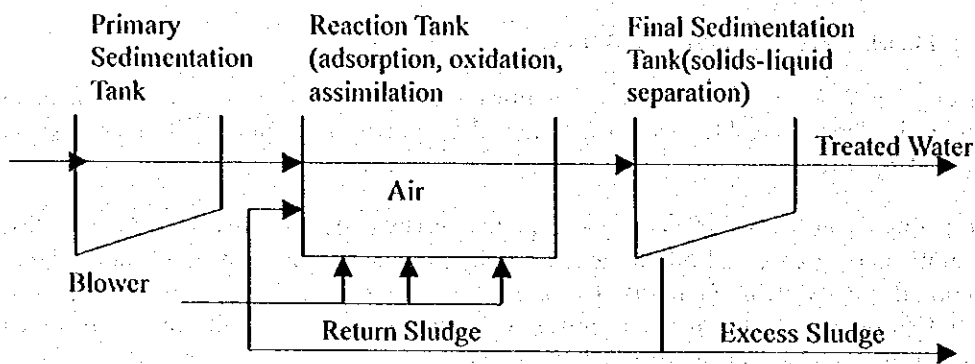 Primary
Sedimentation
Tank
Reaction Tank
(adsorption, oxidation,
assimilation
Final Sedimentation
Tank(solids-liquid
separation)
Treated Water
Air
Blower
Return Sludge
Excess Sludge